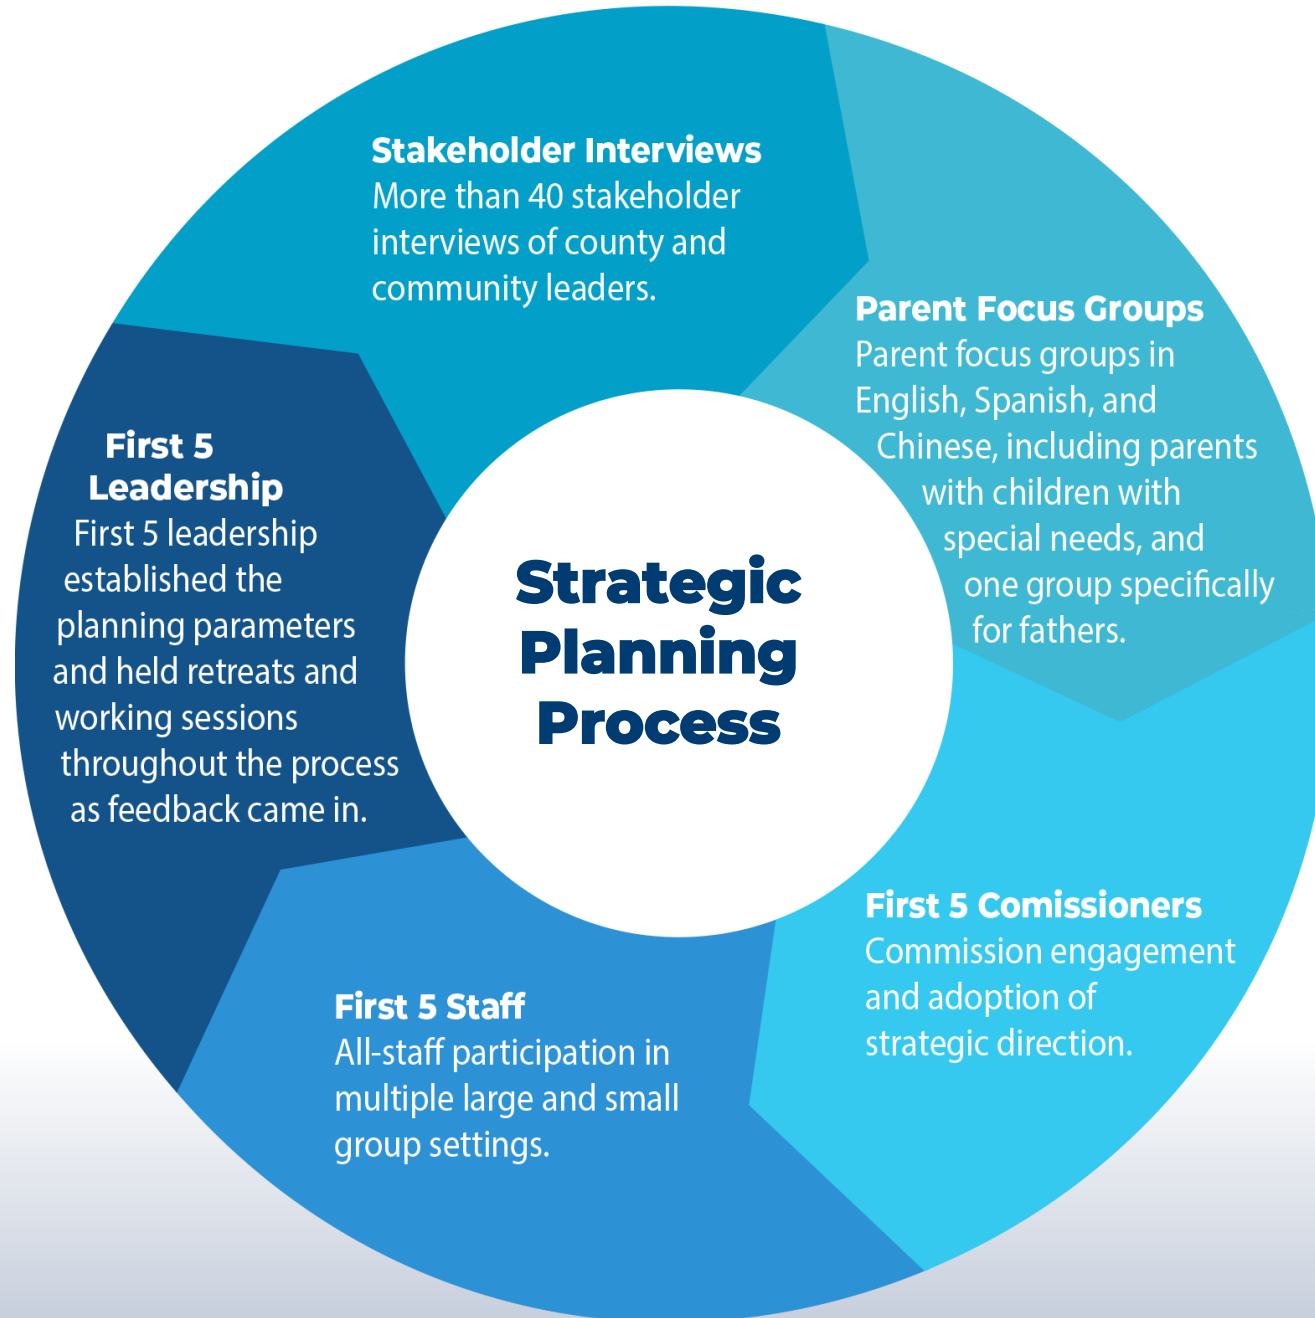 Stakeholder Interviews
More than 40 stakeholder
interviews of county and
community leaders.
Parent Focus Groups
Parent focus groups in
English, Spanish, and
Chinese, including parents
with children with
special needs, and
one group specifically
for fathers.
First 5 Comissioners
Commission engagement
and adoption of
strategic direction.
First 5 Staff
All-staff participation in
multiple large and small
group settings.
First 5
Leadership
First 5 leadership
established the
planning parameters
and held retreats and
working sessions
throughout the process
as feedback came in.
Strategic
Planning
Process